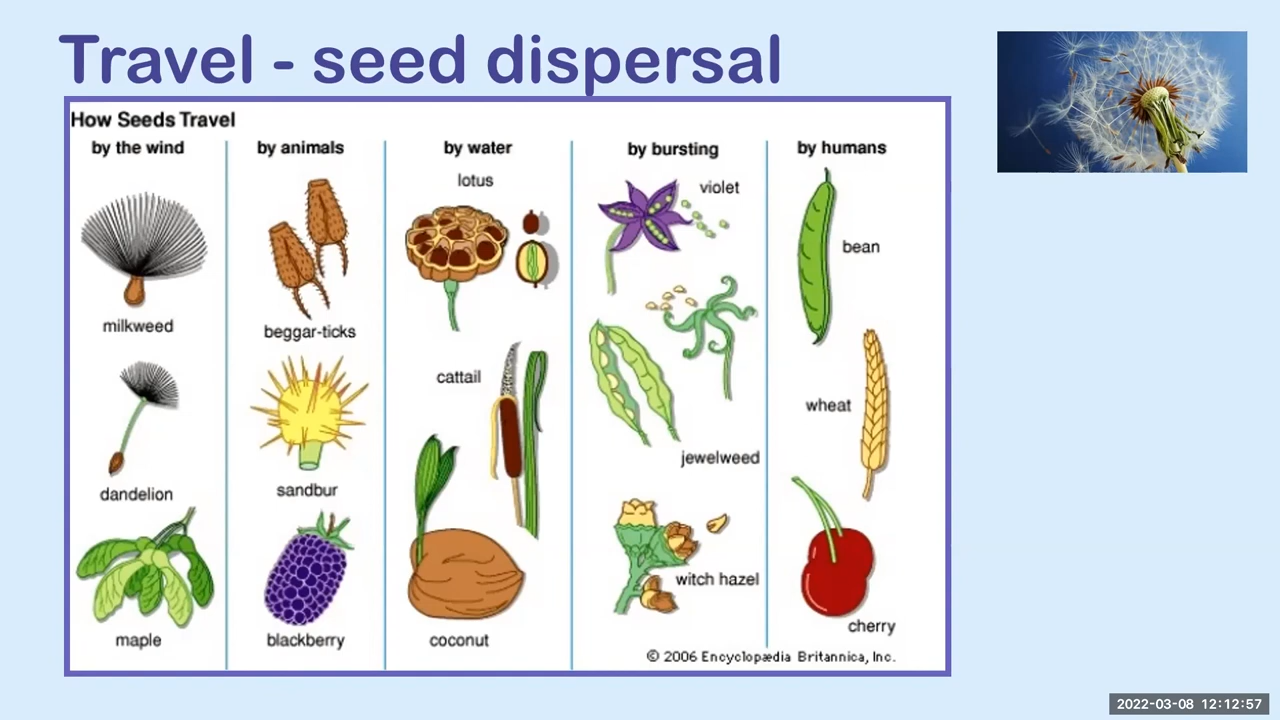 Travel - seed dispersal
How Seeds Travel
by the wind
by animals
by water
by bursting
by humans
milkweed
dandelion
maple
beggar-ticks
sandbur
blackberry
lotus
cattail
coconut
violet
jewelweed
witch hazel
bean
wheat
cherry
© 2006 Encyclopædia Britannica, Inc.
2022-03-08 12:12:57